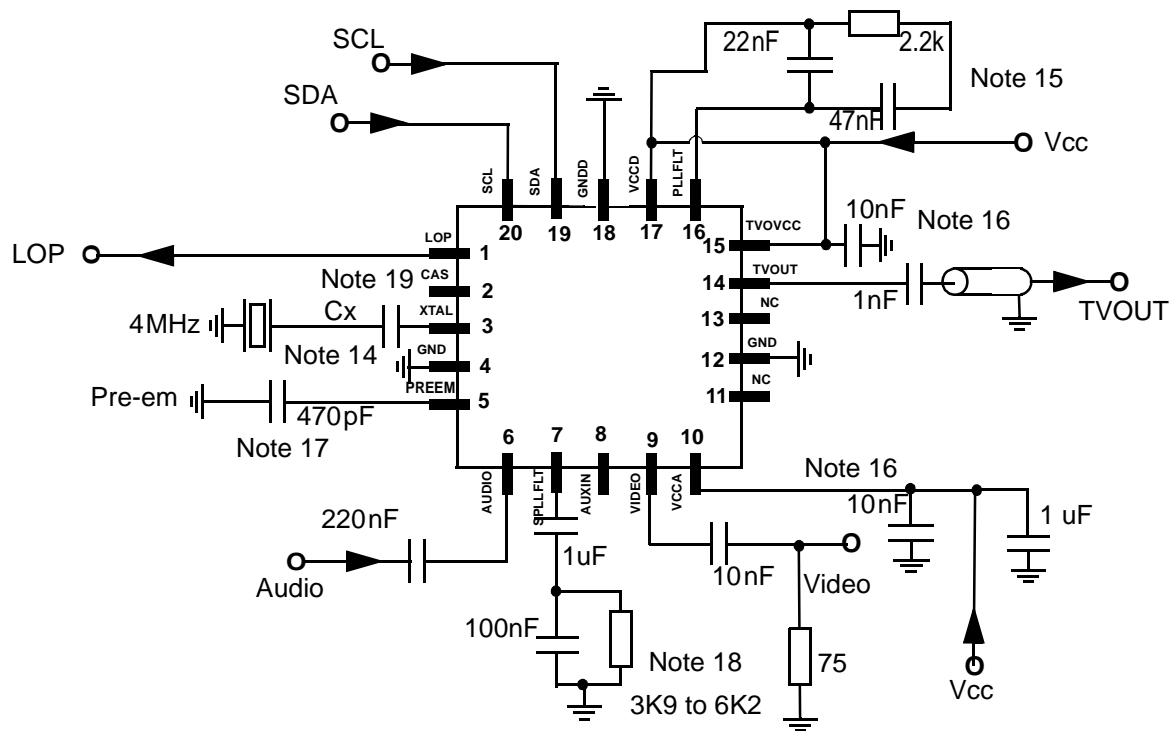 SCL
22nF
2.2k
SDA
Note 15
47nF
Vcc
SCL
SDA
GNDD
VCCD
PLLFLT
20
19
18
17
16
TVOVCC
15
10nF
Note 16
LOP
LOP
1
TVOUT
14
1nF
TVOUT
Note 19
CAS
2
NC
13
4MHz
Cx
XTAL
3
Note 14
GND
4
GND
12
Pre-em
470pF
PREEM
5
NC
11
Note 17
6
7
8
9
10
AUDIO
SPLLFLT
AUXIN
VIDEO
VCCA
Note 16
10nF
1 uF
220nF
Audio
1uF
10nF
Video
100nF
Note 18
3K9 to 6K2
75
Vcc